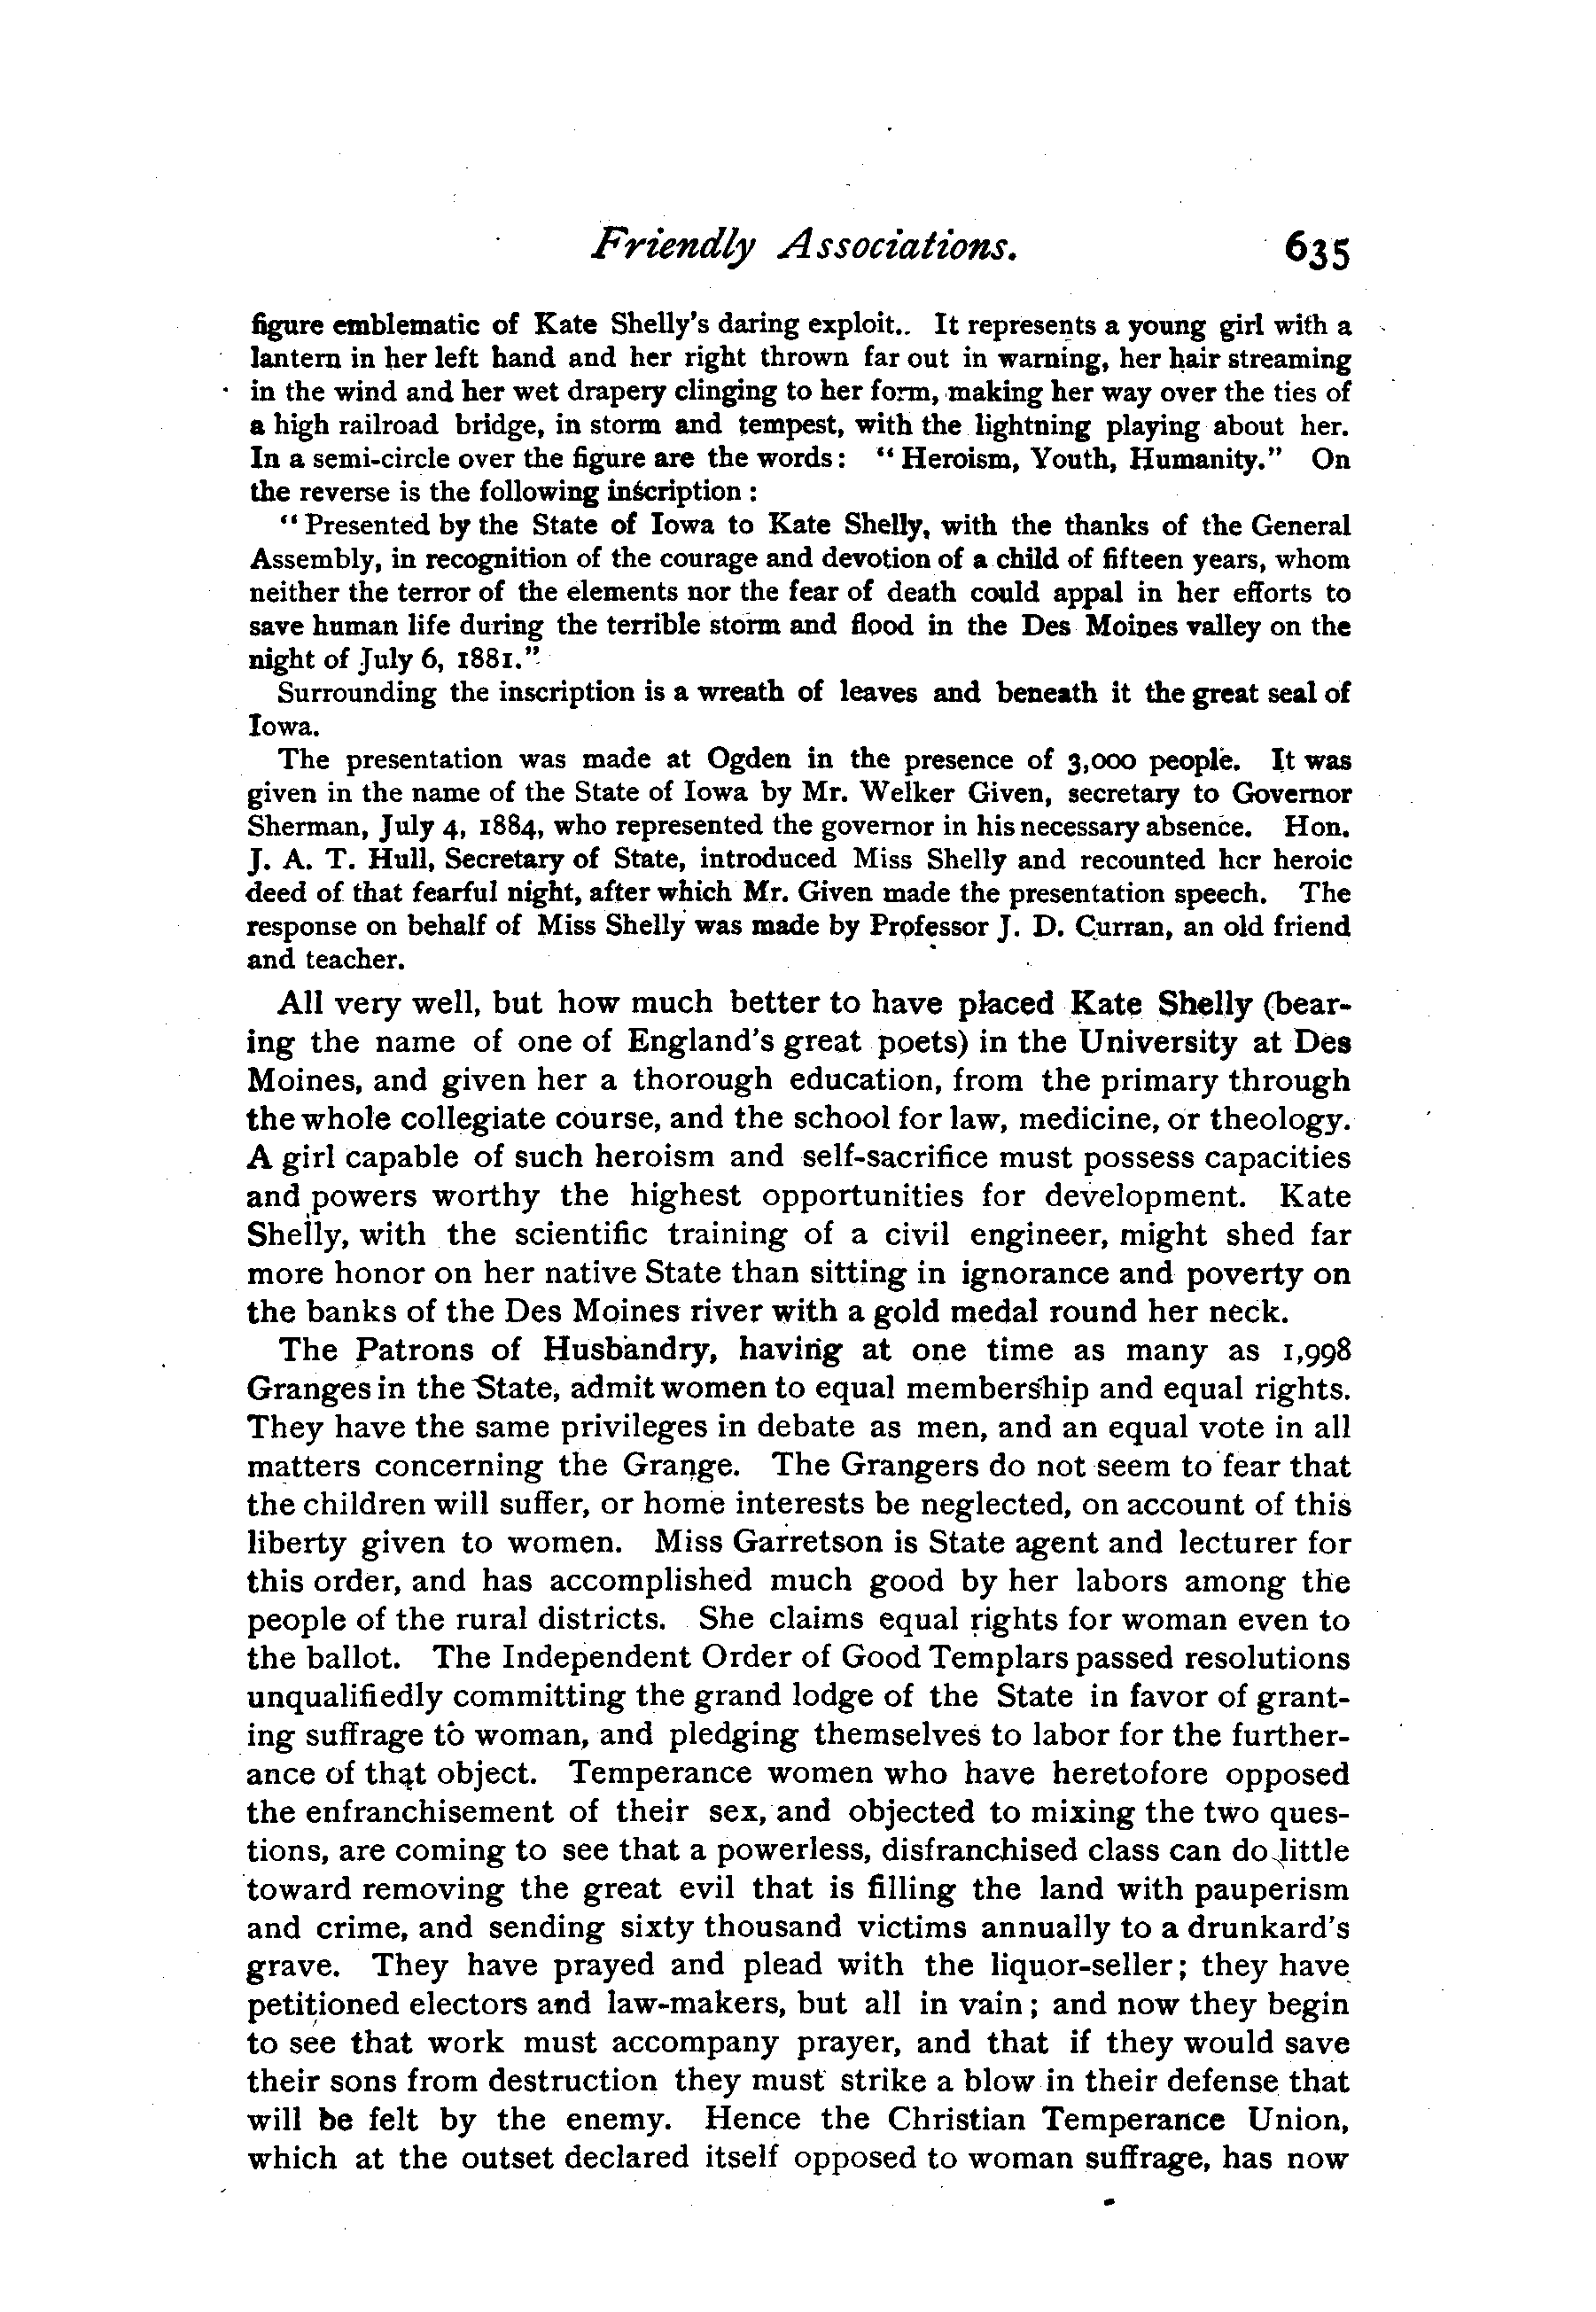 Friendly Associations. 635
figure emblematic of Kate Shelly's daring exploit.. It represents a young girl with a
lantern in her left hand and her right thrown far out in warning, her hair streaming
in the wind and her wet drapery clinging to her form, making her way over the ties of
a high railroad bridge, in storm and tempest, with the lightning playing about her.
In a semi-circle over the figure are the words: "Heroism, Youth, Humanity." On
the reverse is the following inscription:
"Presented by the State of Iowa to Kate Shelly, with the thanks of the General
Assembly, in recognition of the courage and devotion of a child of fifteen years, whom
neither the terror of the elements nor the fear of death could appal in her efforts to
save human life during the terrible storm and flood in the Des Moines valley on the
night of July 6, 1881."
Surrounding the inscription is a wreath of leaves and beneath it the great seal of
Iowa.
The presentation was made at Ogden in the presence of 3,000 people. It was
given in the name of the State of Iowa by Mr. Welker Given, secretary to Governor
Sherman, July 4, 1884, who represented the governor in his necessary absence. Hon.
J. A. T. Hull, Secretary of State, introduced Miss Shelly and recounted her heroic
deed of that fearful night, after which Mr. Given made the presentation speech. The
response on behalf of Miss Shelly was made by Professor J. D. Curran, an old friend
and teacher.
All very well, but how much better to have placed Kate Shelly (bear-
ing the name of one of England's great poets) in the University at Des
Moines, and given her a thorough education, from the primary through
the whole collegiate course, and the school for law, medicine, or theology.
A girl capable of such heroism and self-sacrifice must possess capacities
and powers worthy the highest opportunities for development. Kate
Shelly, with the scientific training of a civil engineer, might shed far
more honor on her native State than sitting in ignorance and poverty on
the banks of the Des Moines river with a gold medal round her neck.
The Patrons of Husbandry, having at one time as many as 1,998
Granges in the State, admit women to equal membership and equal rights.
They have the same privileges in debate as men, and an equal vote in all
matters concerning the Grange. The Grangers do not seem to fear that
the children will suffer, or home interests be neglected, on account of this
liberty given to women. Miss Garretson is State agent and lecturer for
this order, and has accomplished much good by her labors among the
people of the rural districts. She claims equal rights for woman even to
the ballot. The Independent Order of Good Templars passed resolutions
unqualifiedly committing the grand lodge of the State in favor of grant-
ing suffrage to woman, and pledging themselves to labor for the further-
ance of that object. Temperance women who have heretofore opposed
the enfranchisement of their sex, and objected to mixing the two ques-
tions, are coming to see that a powerless, disfranchised class can do little
toward removing the great evil that is filling the land with pauperism
and crime, and sending sixty thousand victims annually to a drunkard's
grave. They have prayed and plead with the liquor-seller; they have
petitioned electors and law-makers, but all in vain; and now they begin
to see that work must accompany prayer, and that if they would save
their sons from destruction they must strike a blow in their defense that
will be felt by the enemy. Hence the Christian Temperance Union,
which at the outset declared itself opposed to woman suffrage, has now